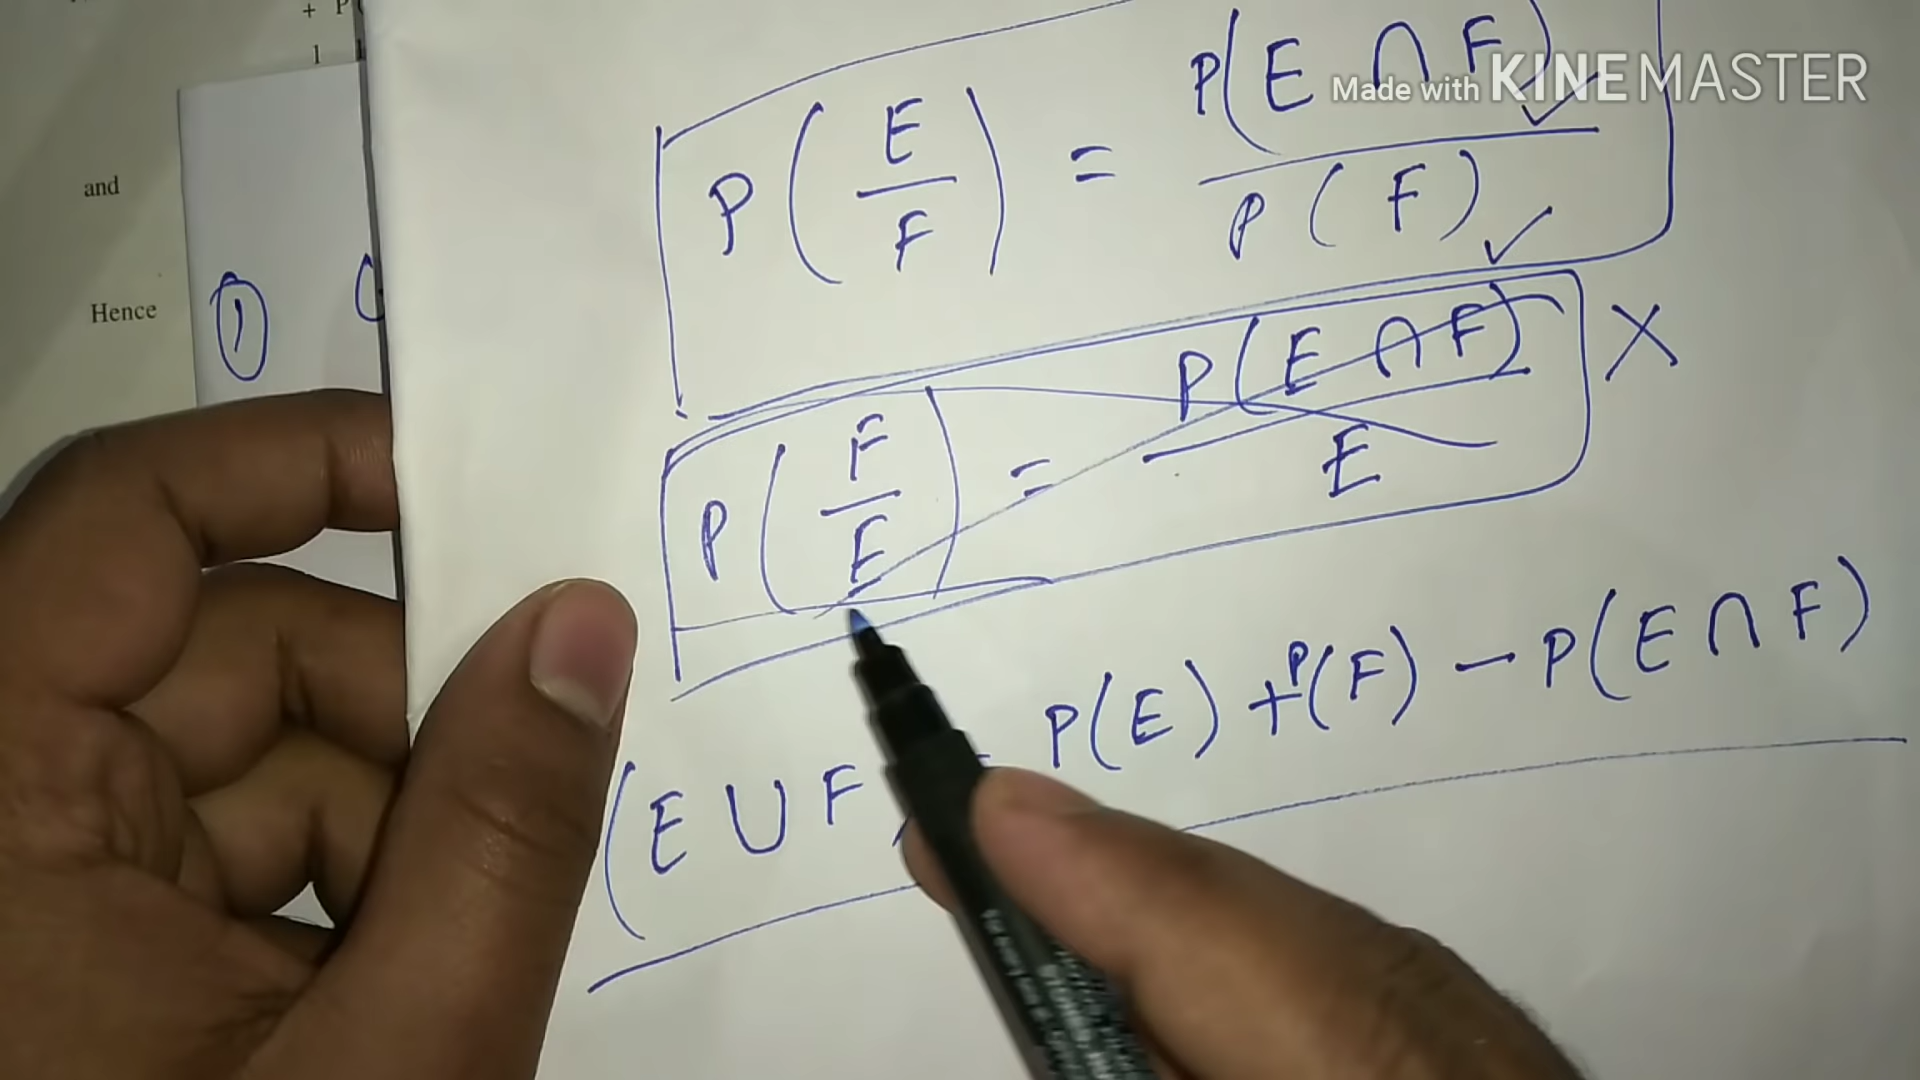 + P(
1
and
Hence
1
P(E/F) = P(E ∩ F) / P(F)
Made with KINEMASTER
P(F/E) = P(E ∩ F) / E X
(E ∪ F = P(E) + P(F) − P(E ∩ F)